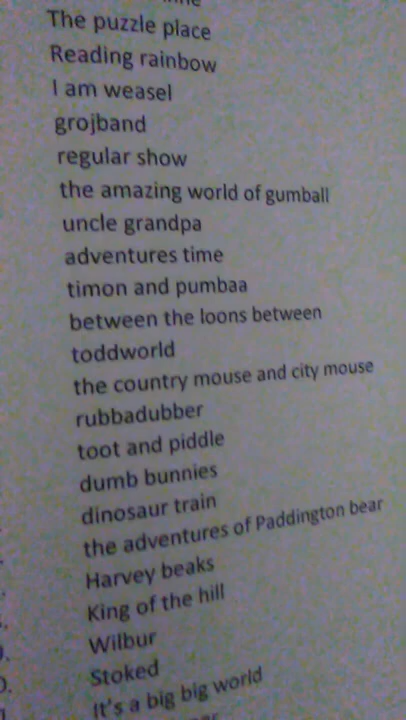 The puzzle place
Reading rainbow
I am weasel
grojband
regular show
the amazing world of gumball
uncle grandpa
adventures time
timon and pumbaa
between the loons between
toddworld
the country mouse and city mouse
rubbadubber
toot and piddle
dumb bunnies
dinosaur train
the adventures of Paddington bear
Harvey beaks
King of the hill
Wilbur
Stoked
It's a big big world